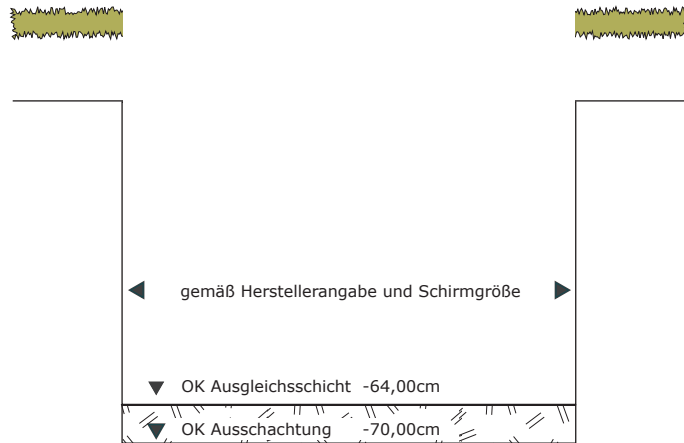 gemäß Herstellerangabe und Schirmgröße
OK Ausgleichsschicht -64,00cm
OK Ausschachtung -70,00cm